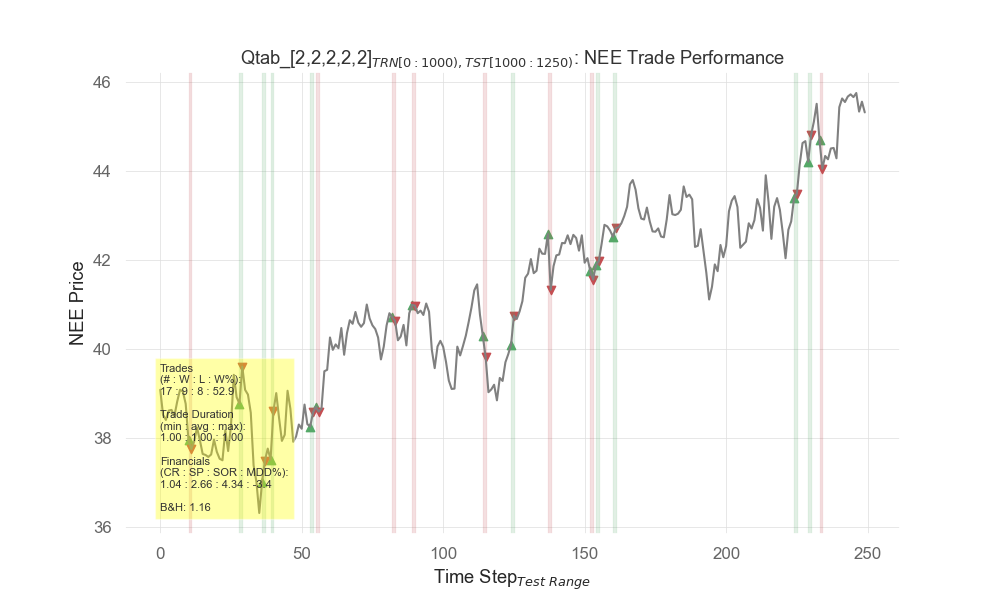 Qtab_[2,2,2,2,2]TRN[0 : 1000), TST[1000 : 1250) : NEE Trade Performance
46
44
42
40
38
36
NEE Price
Trades
(# : W : L : W%):
17 : 9 : 8 : 52.9
Trade Duration
(min : avg : max):
1.00 : 1.00 : 1.00
Financials
(CR : SP : SOR : MDD%):
1.04 : 2.66 : 4.34 : -3.4
B&H: 1.16
0 50 100 150 200 250
Time StepTest Range